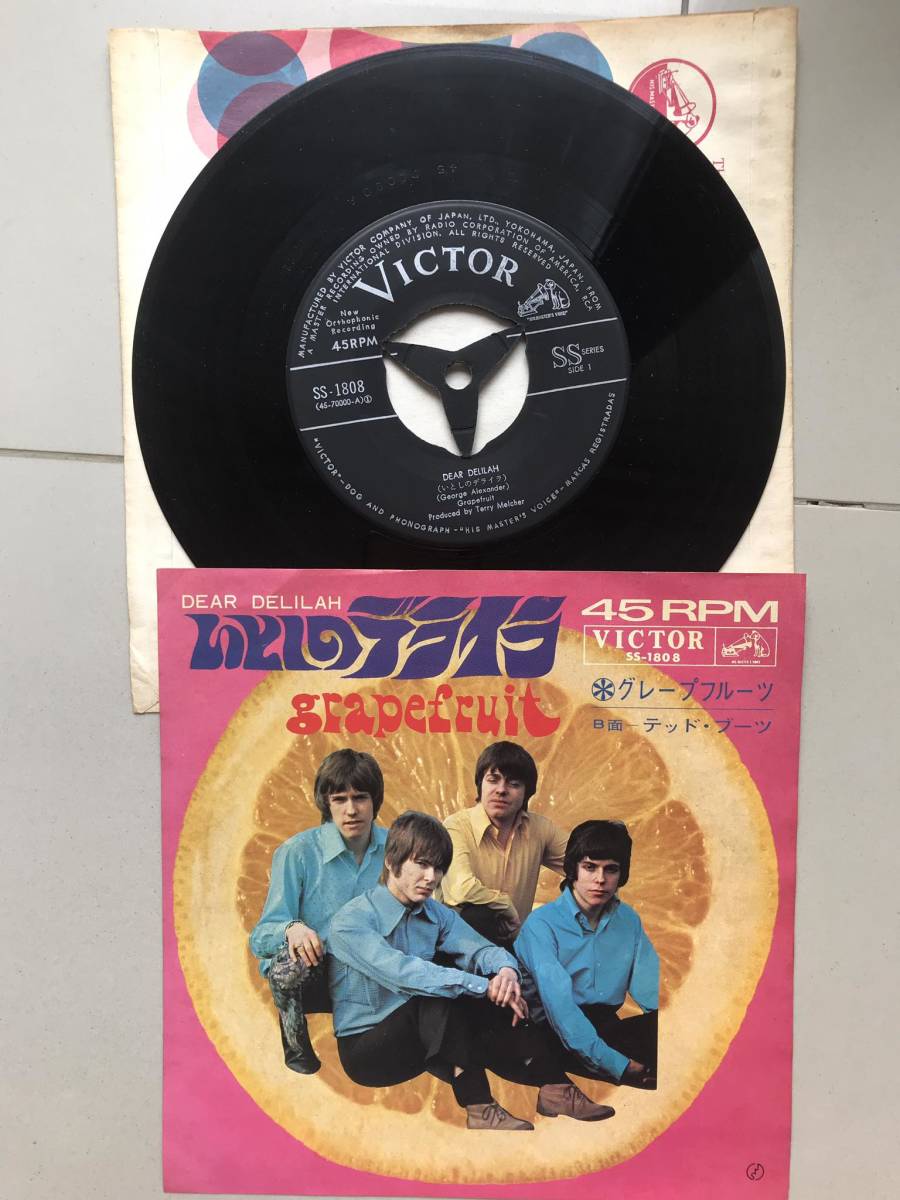 MANUFACTURED BY VICTOR COMPANY OF JAPAN, LTD., YOKOHAMA, JAPAN, FROM
A MASTER RECORDING OWNED BY RADIO CORPORATION OF AMERICA, RCA
INTERNATIONAL DIVISION, ALL RIGHTS RESERVED
VICTOR
"HIS MASTER'S VOICE"
New
Orthophonic
Recording
45RPM
SS SERIES
SIDE 1
SS-1808
(45-70000-A)①
DEAR DELILAH
(いとしのデライラ)
(George Alexander)
Grapefruit
Produced by Terry Melcher
"VICTOR"–DOG AND PHONOGRAPH–"HIS MASTER'S VOICE"–MARCAS REGISTRADAS
DEAR DELILAH
いとしのデライラ
grapefruit
45 RPM
VICTOR
SS-1808
グレープフルーツ
B面ーテッド・ブーツ